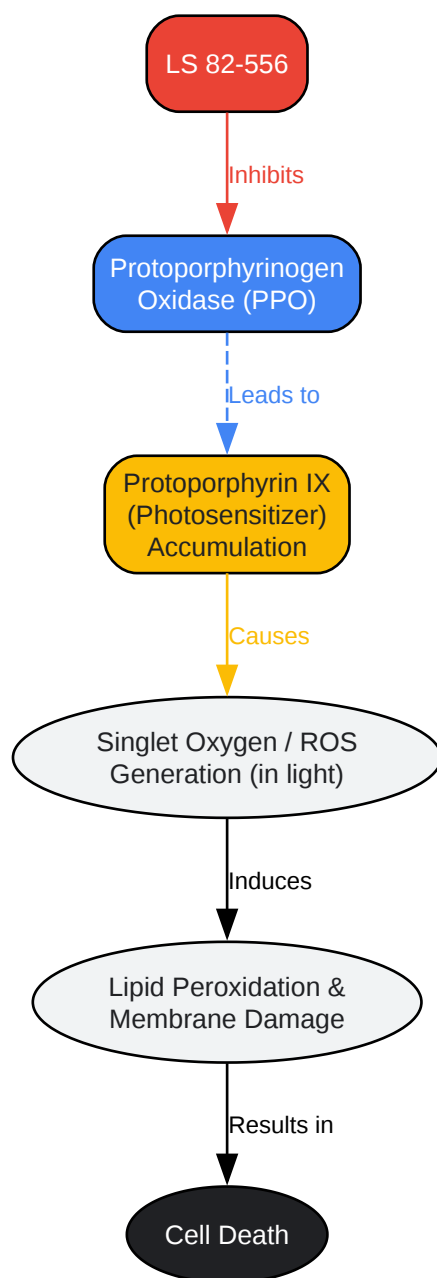 LS 82-556
Inhibits
Protoporphyrinogen
Oxidase (PPO)
Leads to
Protoporphyrin IX
(Photosensitizer)
Accumulation
Causes
Singlet Oxygen / ROS
Generation (in light)
Induces
Lipid Peroxidation &
Membrane Damage
Results in
Cell Death